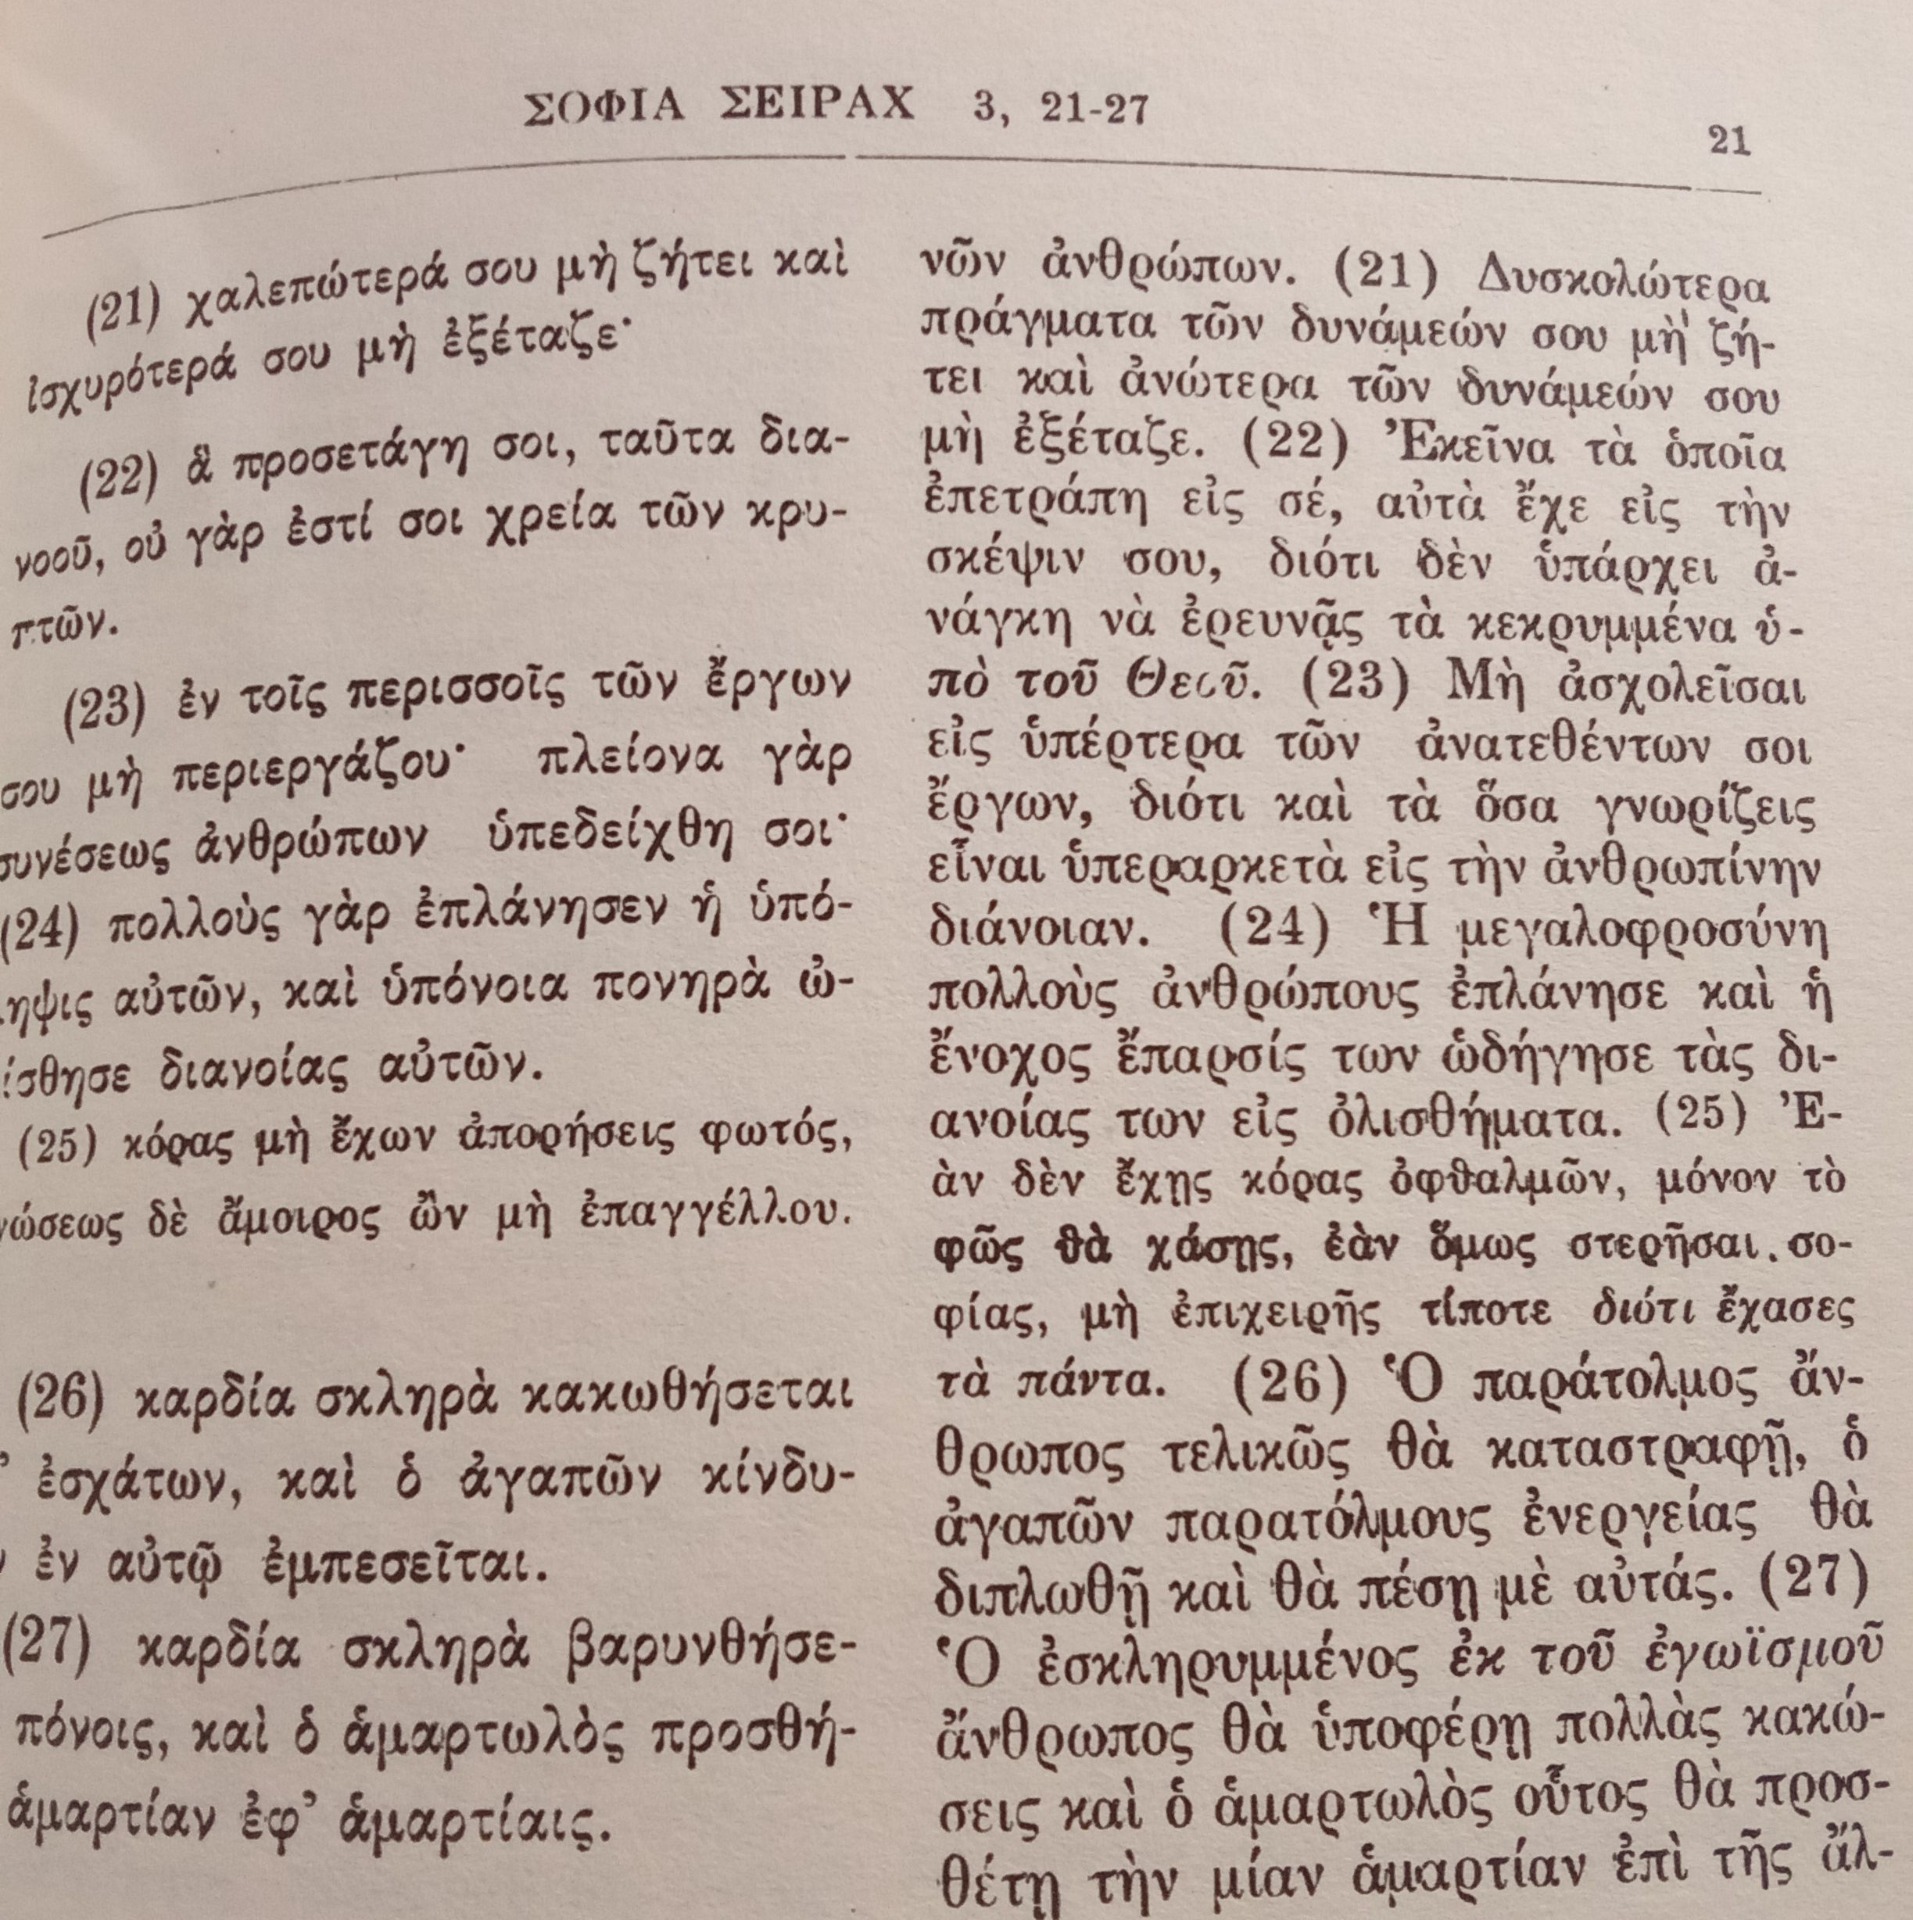 ΣΟΦΙΑ ΣΕΙΡΑΧ 3, 21-27
21
(21) χαλεπώτερά σου μὴ ζήτει καὶ
ἰσχυρότερά σου μὴ ἐξέταζε·
(22) ἃ προσετάγη σοι, ταῦτα δια-
νοοῦ, οὐ γὰρ ἐστί σοι χρεία τῶν κρυ-
πτῶν.
(23) ἐν τοῖς περισσοῖς τῶν ἔργων
σου μὴ περιεργάζου· πλείονα γὰρ
συνέσεως ἀνθρώπων ὑπεδείχθη σοι·
(24) πολλοὺς γὰρ ἐπλάνησεν ἡ ὑπό-
ηψις αὐτῶν, καὶ ὑπόνοια πονηρὰ ὠ-
ίσθησε διανοίας αὐτῶν.
(25) κόρας μὴ ἔχων ἀπορήσεις φωτός,
νώσεως δὲ ἄμοιρος ὢν μὴ ἐπαγγέλλου.
(26) καρδία σκληρὰ κακωθήσεται
’ ἐσχάτων, καὶ ὁ ἀγαπῶν κίνδυ-
ἐν αὐτῷ ἐμπεσεῖται.
(27) καρδία σκληρὰ βαρυνθήσε-
πόνοις, καὶ ὁ ἁμαρτωλὸς προσθή-
ἁμαρτίαν ἐφ’ ἁμαρτίαις.
νῶν ἀνθρώπων. (21) Δυσκολώτερα
πράγματα τῶν δυνάμεών σου μὴ ζή-
τει καὶ ἀνώτερα τῶν δυνάμεών σου
μὴ ἐξέταζε. (22) Ἐκεῖνα τὰ ὁποῖα
ἐπετράπη εἰς σέ, αὐτὰ ἔχε εἰς τὴν
σκέψιν σου, διότι δὲν ὑπάρχει ἀ-
νάγκη νὰ ἐρευνᾷς τὰ κεκρυμμένα ὑ-
πὸ τοῦ Θεοῦ. (23) Μὴ ἀσχολεῖσαι
εἰς ὑπέρτερα τῶν ἀνατεθέντων σοι
ἔργων, διότι καὶ τὰ ὅσα γνωρίζεις
εἶναι ὑπεραρκετὰ εἰς τὴν ἀνθρωπίνην
διάνοιαν. (24) Ἡ μεγαλοφροσύνη
πολλοὺς ἀνθρώπους ἐπλάνησε καὶ ἡ
ἔνοχος ἔπαρσίς των ὡδήγησε τὰς δι-
ανοίας των εἰς ὀλισθήματα. (25) Ἐ-
ὰν δὲν ἔχῃς κόρας ὀφθαλμῶν, μόνον τὸ
φῶς θὰ χάσῃς, ἐὰν ὅμως στερῆσαι. σο-
φίας, μὴ ἐπιχειρῆς τίποτε διότι ἔχασες
τὰ πάντα. (26) Ὁ παράτολμος ἄν-
θρωπος τελικῶς θὰ καταστραφῇ, ὁ
ἀγαπῶν παρατόλμους ἐνεργείας θὰ
διπλωθῇ καὶ θὰ πέσῃ μὲ αὐτάς. (27)
Ὁ ἐσκληρυμμένος ἐκ τοῦ ἐγωϊσμοῦ
ἄνθρωπος θὰ ὑποφέρῃ πολλὰς κακώ-
σεις καὶ ὁ ἁμαρτωλὸς οὗτος θὰ προσ-
θέτῃ τὴν μίαν ἁμαρτίαν ἐπὶ τῆς ἄλ-